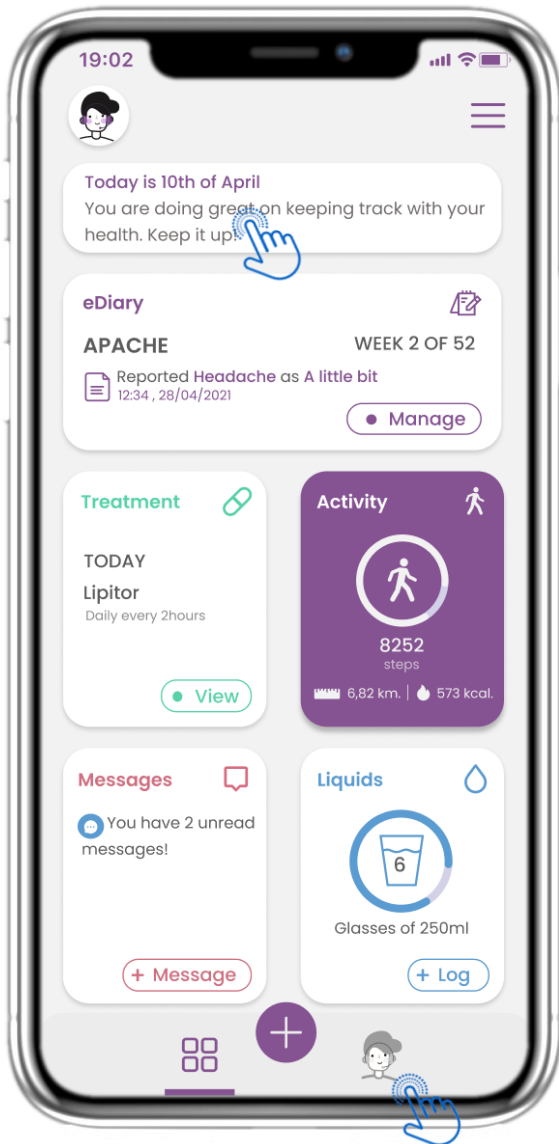 19:02
Today is 10th of April
You are doing great on keeping track with your
health. Keep it up!
eDiary
APACHE
WEEK 2 OF 52
Reported Headache as A little bit
12:34 , 28/04/2021
Manage
Treatment
TODAY
Lipitor
Daily every 2hours
View
Activity
8252
steps
6,82 km. | 573 kcal.
Messages
You have 2 unread
messages!
+ Message
Liquids
6
Glasses of 250ml
+ Log